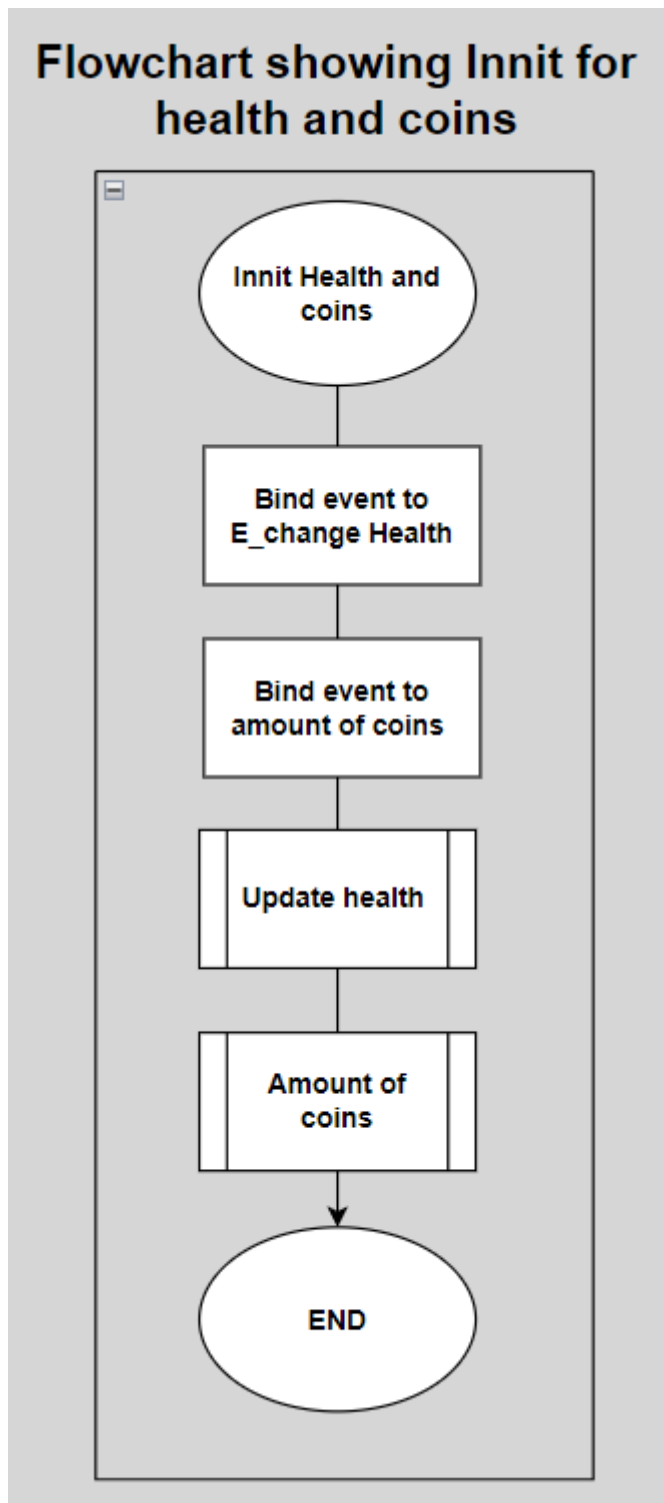 Flowchart showing Innit for
health and coins
Innit Health and
coins
Bind event to
E_change Health
Bind event to
amount of coins
Update health
Amount of
coins
END